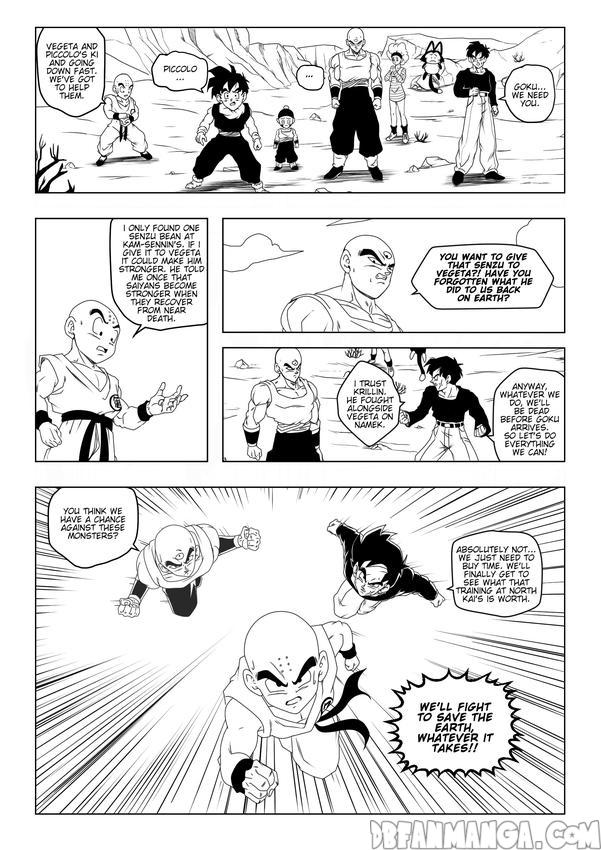 VEGETA AND
PICCOLO'S KI
AND GOING
DOWN FAST.
WE'VE GOT
TO HELP
THEM.
PICCOLO
...
...
GOKU...
WE NEED
YOU.
I ONLY FOUND ONE
SENZU BEAN AT
KAM-SENNIN'S. IF I
GIVE IT TO VEGETA
IT COULD MAKE HIM
STRONGER. HE TOLD
ME ONCE THAT
SAIYANS BECOME
STRONGER WHEN
THEY RECOVER
FROM NEAR
DEATH.
YOU WANT TO GIVE
THAT SENZU TO
VEGETA?! HAVE YOU
FORGOTTEN WHAT HE
DID TO US BACK
ON EARTH?
I TRUST
KRILLIN.
HE FOUGHT
ALONGSIDE
VEGETA ON
NAMEK.
ANYWAY,
WHATEVER
WE DO,
WE'LL BE
DEAD
BEFORE GOKU
ARRIVES.
SO LET'S DO
EVERYTHING
WE CAN!
YOU THINK WE
HAVE A CHANCE
AGAINST THESE
MONSTERS?
ABSOLUTELY NOT...
WE JUST NEED TO
BUY TIME. WE'LL
FINALLY GET TO
SEE WHAT THAT
TRAINING AT NORTH
KAI'S IS WORTH.
WE'LL FIGHT
TO SAVE THE
EARTH,
WHATEVER IT
TAKES!!
DBFANMANGA.COM